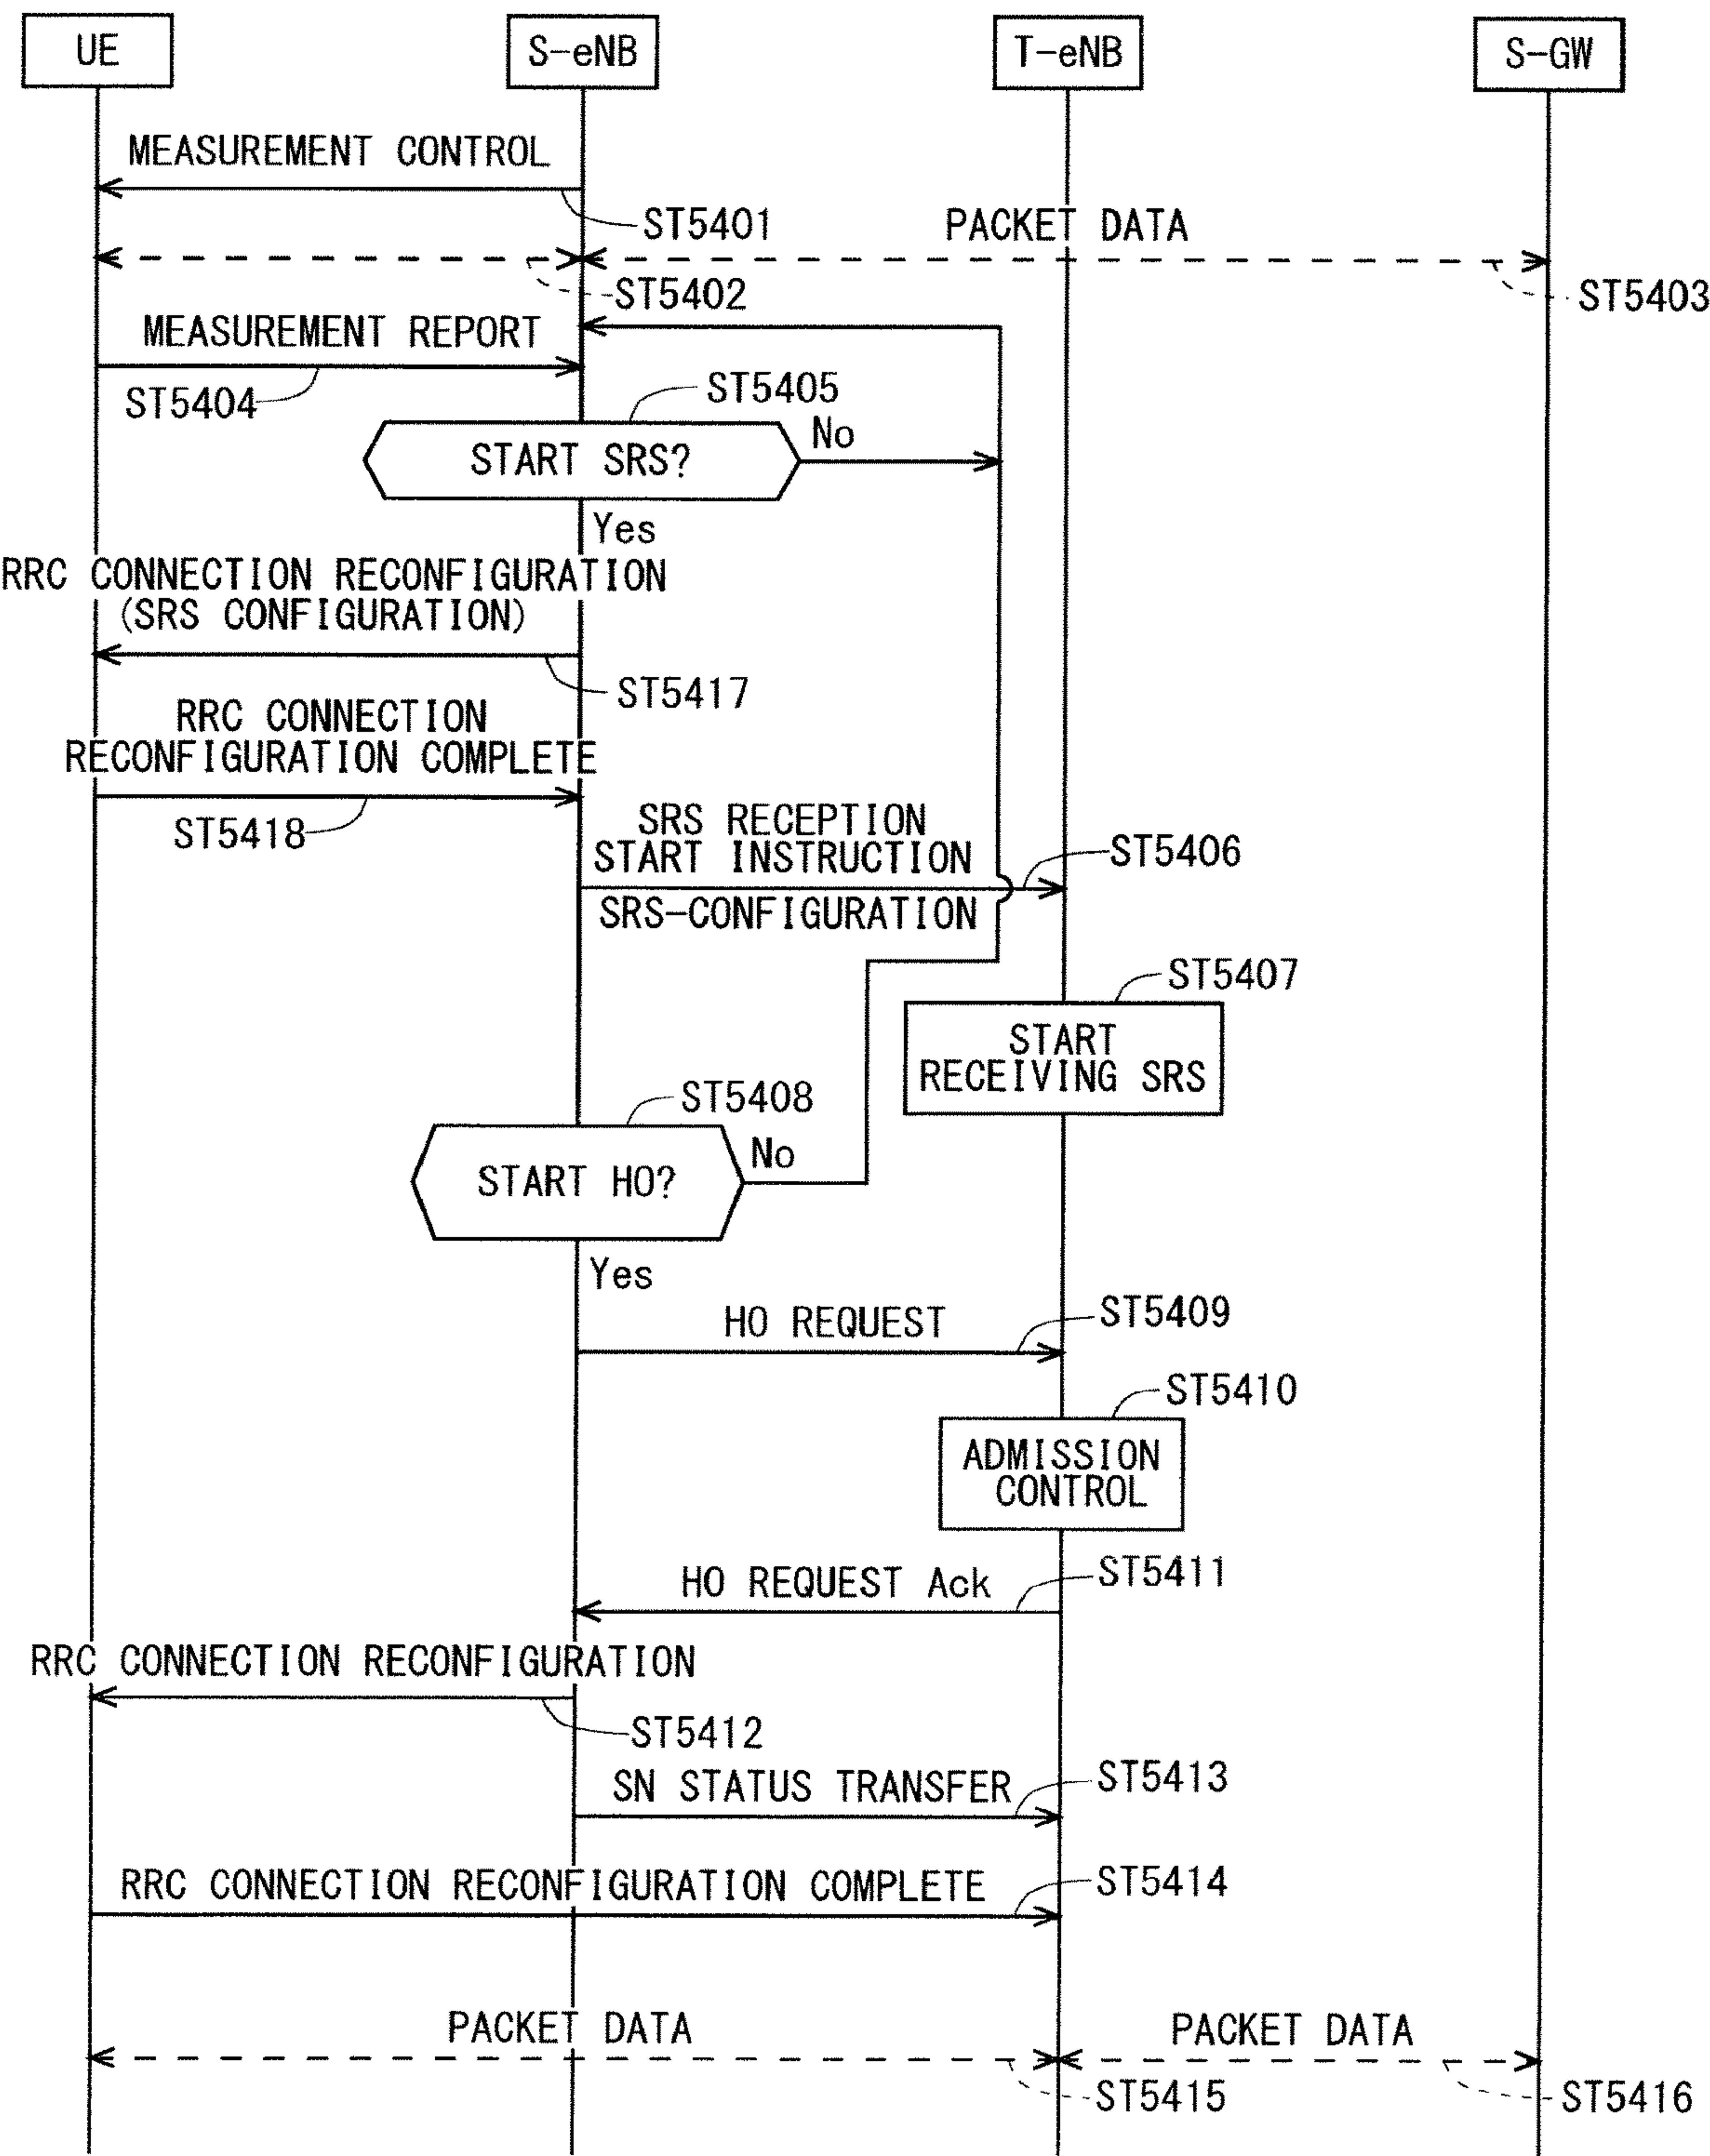 UE
S-eNB
T-eNB
S-GW
MEASUREMENT CONTROL
ST5401
PACKET DATA
ST5402
ST5403
MEASUREMENT REPORT
ST5404
ST5405
START SRS?
No
Yes
RRC CONNECTION RECONFIGURATION
(SRS CONFIGURATION)
ST5417
RRC CONNECTION
RECONFIGURATION COMPLETE
ST5418
SRS RECEPTION
START INSTRUCTION
ST5406
SRS-CONFIGURATION
ST5407
START
RECEIVING SRS
ST5408
START HO?
No
Yes
HO REQUEST
ST5409
ST5410
ADMISSION
CONTROL
HO REQUEST Ack
ST5411
RRC CONNECTION RECONFIGURATION
ST5412
SN STATUS TRANSFER
ST5413
RRC CONNECTION RECONFIGURATION COMPLETE
ST5414
PACKET DATA
PACKET DATA
ST5415
ST5416